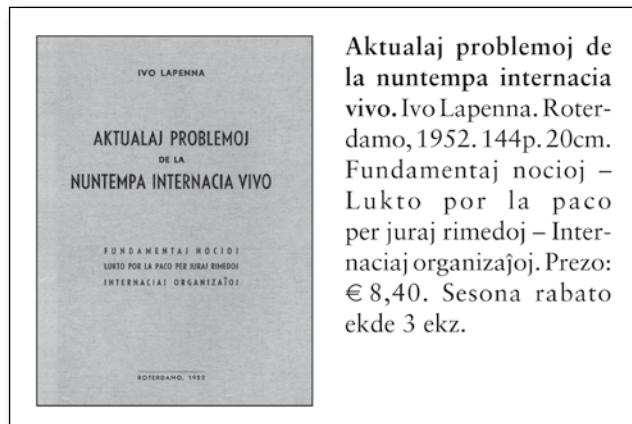 IVO LAPENNA
AKTUALAJ PROBLEMOJ
DE LA
NUNTEMPA INTERNACIA VIVO
FUNDAMENTAJ NOCIOJ
LUKTO POR LA PACO PER JURAJ RIMEDOJ
INTERNACIAJ ORGANIZAĴOJ
ROTERDAMO, 1952
Aktualaj problemoj de
la nuntempa internacia
vivo. Ivo Lapenna. Roter-
damo, 1952. 144p. 20cm.
Fundamentaj nocioj –
Lukto por la paco
per juraj rimedoj – Inter-
naciaj organizaĵoj. Prezo:
€ 8,40. Sesona rabato
ekde 3 ekz.